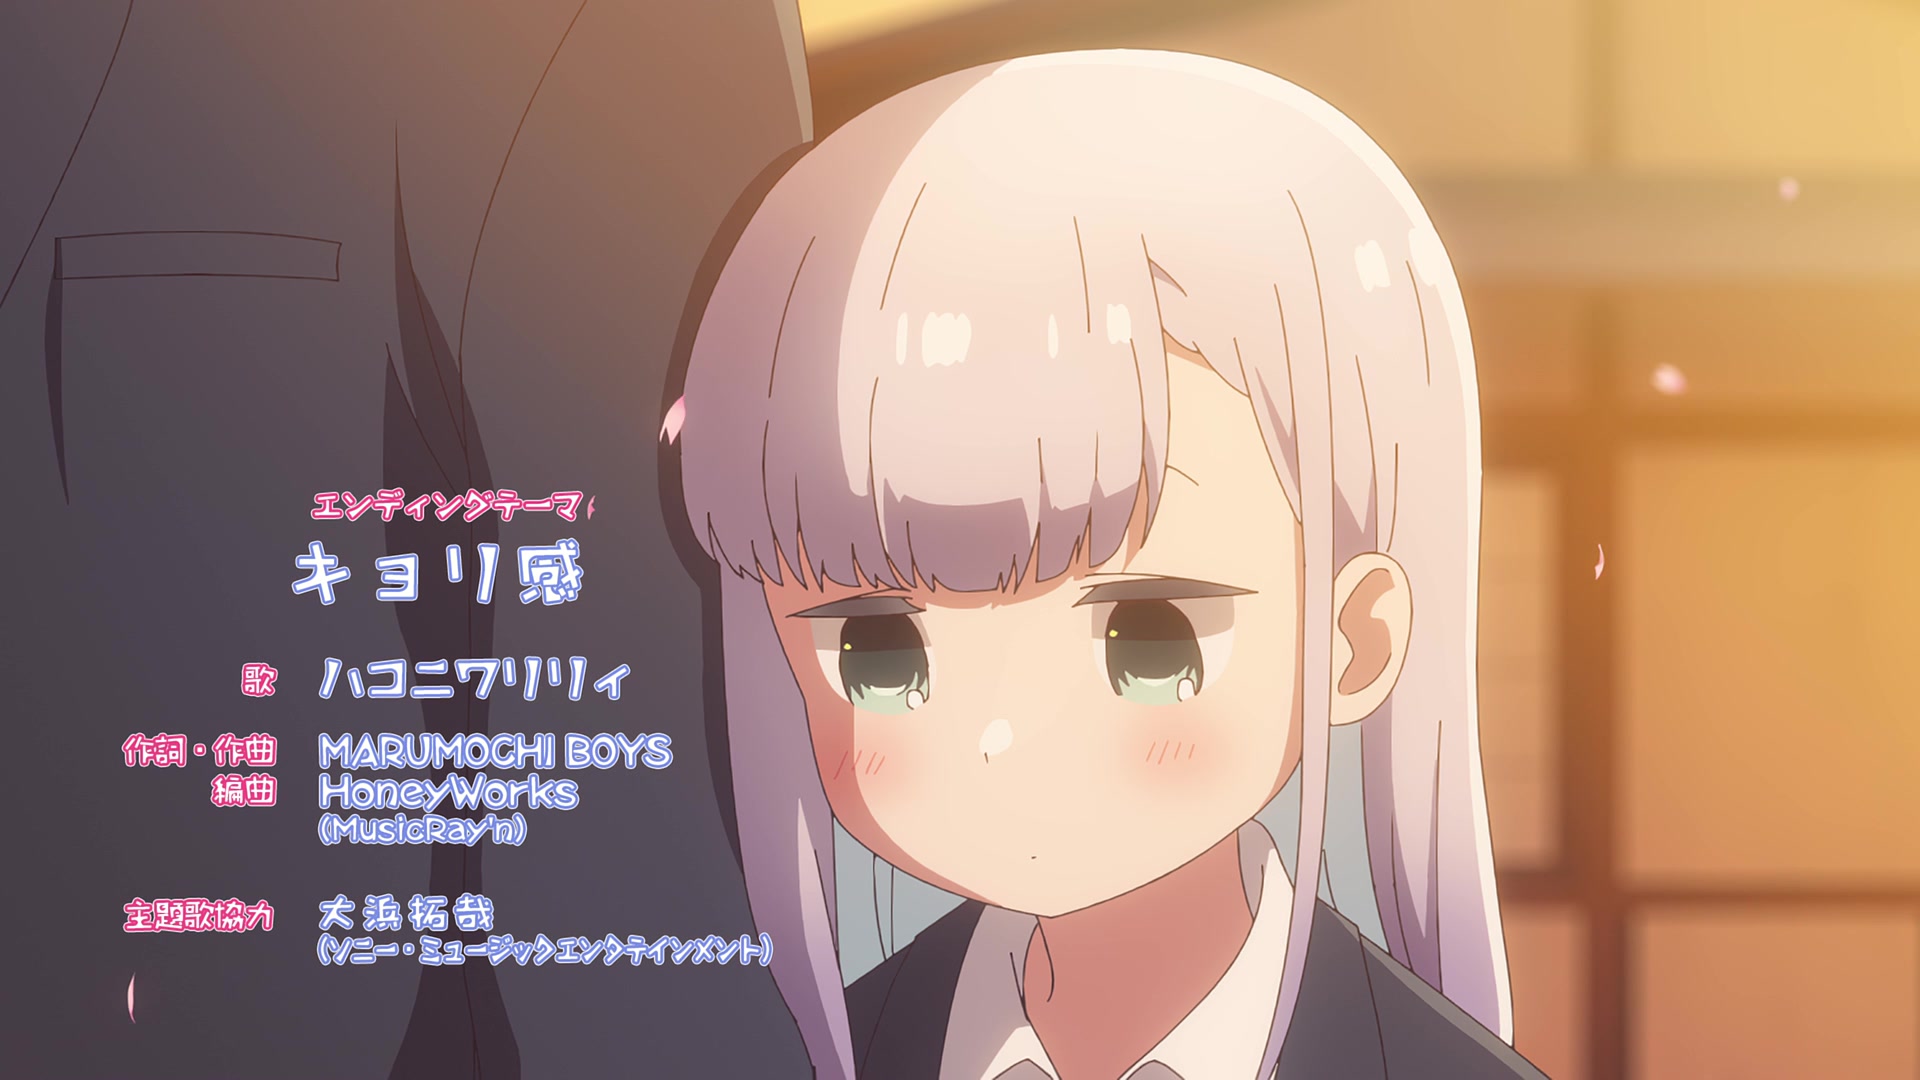 エンディングテーマ
キョリ感
歌 ハコニワリリィ
作詞・作曲 MARUMOCHI BOYS
編曲 HoneyWorks
(MusicRay'n)
主題歌協力 大浜拓哉
(ソニー・ミュージックエンタテインメント)